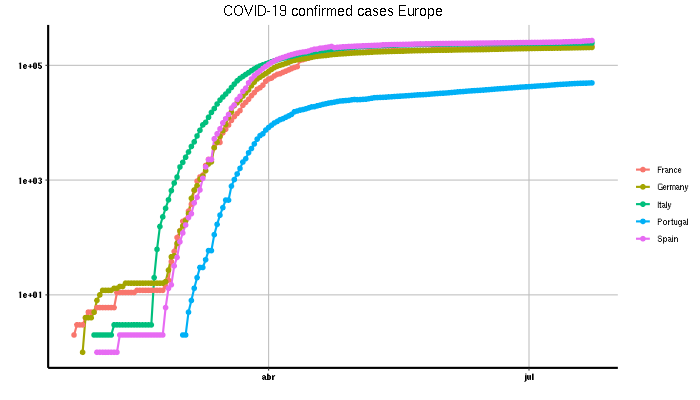 COVID-19 confirmed cases Europe
1e+05
1e+03
1e+01
abr
jul
France
Germany
Italy
Portugal
Spain